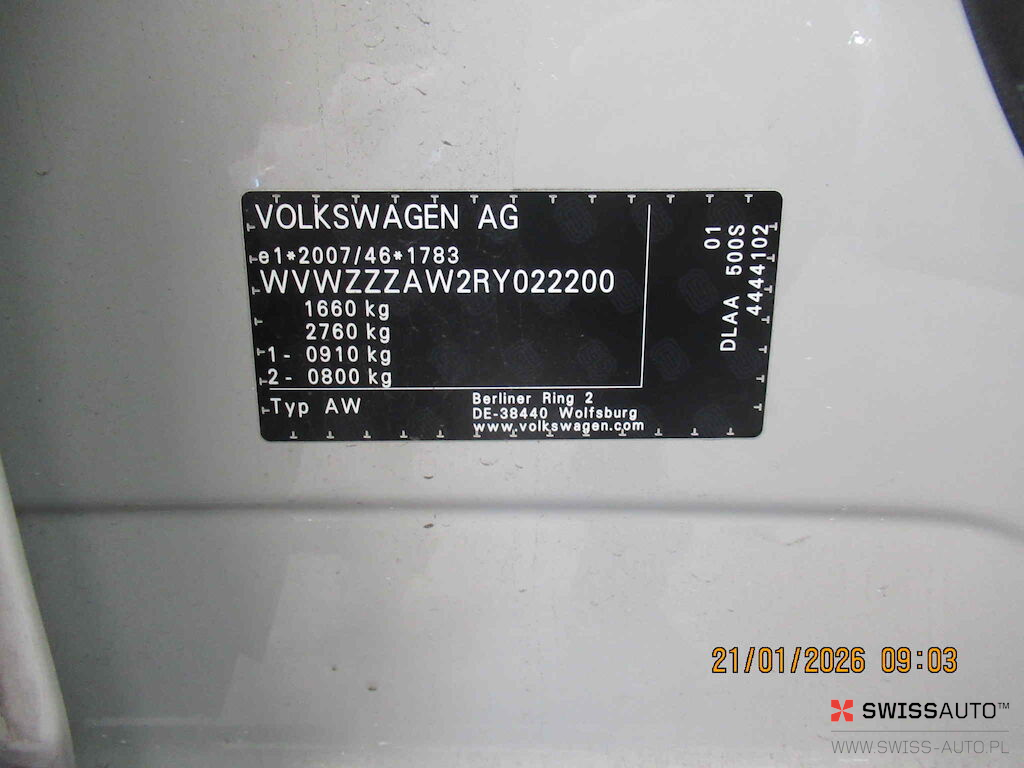 VOLKSWAGEN AG
e1*2007/46*1783
WVWZZZAW2RY022200
1660 kg
2760 kg
1- 0910 kg
2- 0800 kg
Typ AW
Berliner Ring 2
DE-38440 Wolfsburg
www.volkswagen.com
01
DLAA 500S
4444102
21/01/2026 09:03
SWISSAUTO™
WWW.SWISS-AUTO.PL